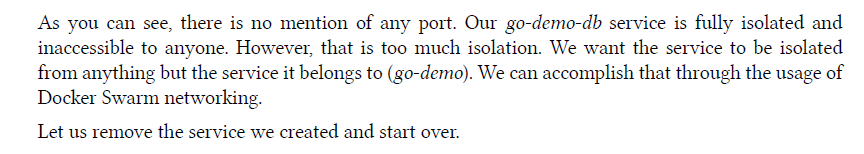 As you can see, there is no mention of any port. Our go-demo-db service is fully isolated and
inaccessible to anyone. However, that is too much isolation. We want the service to be isolated
from anything but the service it belongs to (go-demo). We can accomplish that through the usage of
Docker Swarm networking.
Let us remove the service we created and start over.